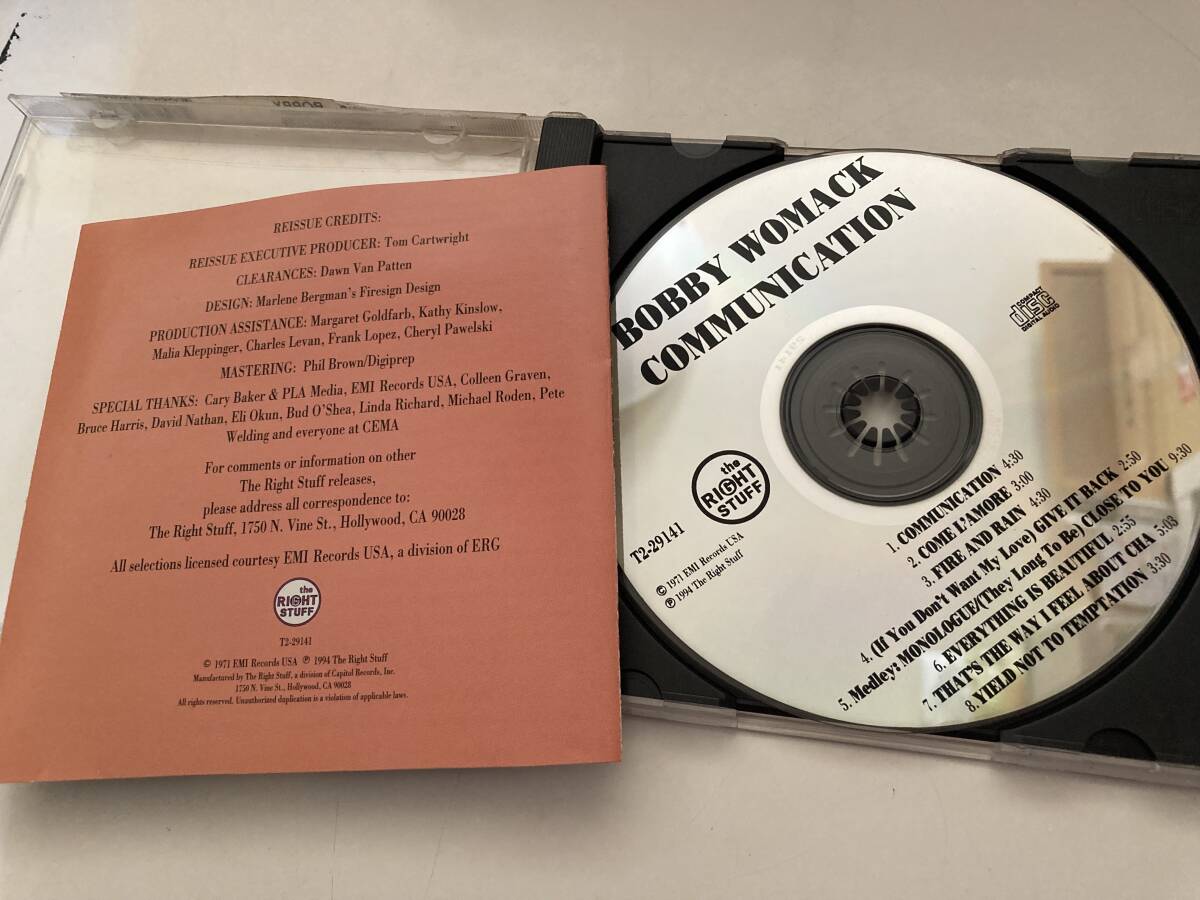 REISSUE CREDITS:
REISSUE EXECUTIVE PRODUCER: Tom Cartwright
CLEARANCES: Dawn Van Patten
DESIGN: Marlene Bergman's Firesign Design
PRODUCTION ASSISTANCE: Margaret Goldfarb, Kathy Kinslow,
Malia Kleppinger, Charles Levan, Frank Lopez, Cheryl Pawelski
MASTERING: Phil Brown/Digiprep
SPECIAL THANKS: Cary Baker & PLA Media, EMI Records USA, Colleen Graven,
Bruce Harris, David Nathan, Eli Okun, Bud O'Shea, Linda Richard, Michael Roden, Pete
Welding and everyone at CEMA
For comments or information on other
The Right Stuff releases,
please address all correspondence to:
The Right Stuff, 1750 N. Vine St., Hollywood, CA 90028
All selections licensed courtesy EMI Records USA, a division of ERG
the
RIGHT
STUFF
T2-29141
© 1971 EMI Records USA ℗ 1994 The Right Stuff
Manufactured by The Right Stuff, a division of Capitol Records, Inc.
1750 N. Vine St., Hollywood, CA 90028
All rights reserved. Unauthorized duplication is a violation of applicable laws.
BOBBY WOMACK
COMMUNICATION
COMPACT
disc
DIGITAL AUDIO
the
RIGHT
STUFF
T2-29141
© 1971 EMI Records USA
℗ 1994 The Right Stuff
1. COMMUNICATION 4:30
2. COME L'AMORE 3:00
3. FIRE AND RAIN 4:30
4. (If You Don't Want My Love) GIVE IT BACK 2:50
5. Medley: MONOLOGUE/(They Long To Be) CLOSE TO YOU 9:30
6. EVERYTHING IS BEAUTIFUL 2:55
7. THAT'S THE WAY I FEEL ABOUT CHA 5:03
8. YIELD NOT TO TEMPTATION 3:30